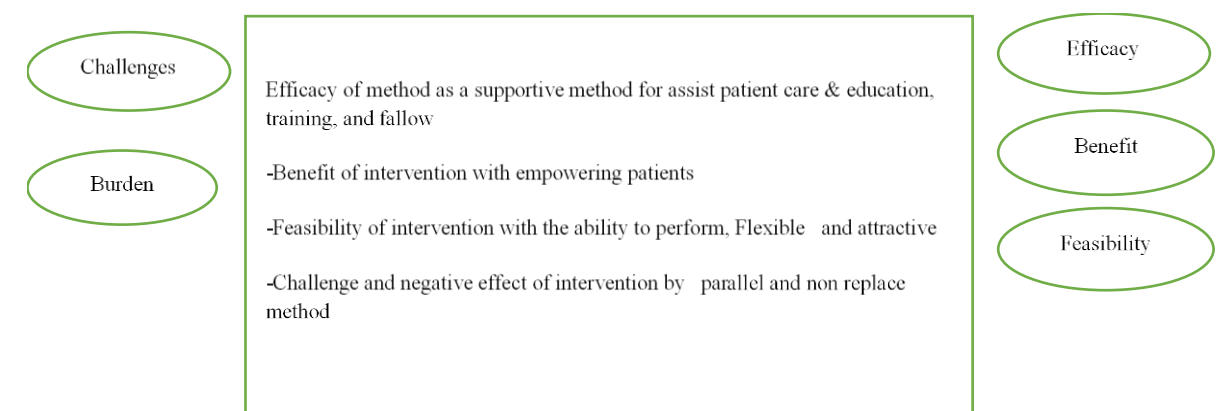 Challenges
Burden
Efficacy of method as a supportive method for assist patient care & education,
training, and fallow
-Benefit of intervention with empowering patients
-Feasibility of intervention with the ability to perform, Flexible and attractive
-Challenge and negative effect of intervention by parallel and non replace
method
Efficacy
Benefit
Feasibility